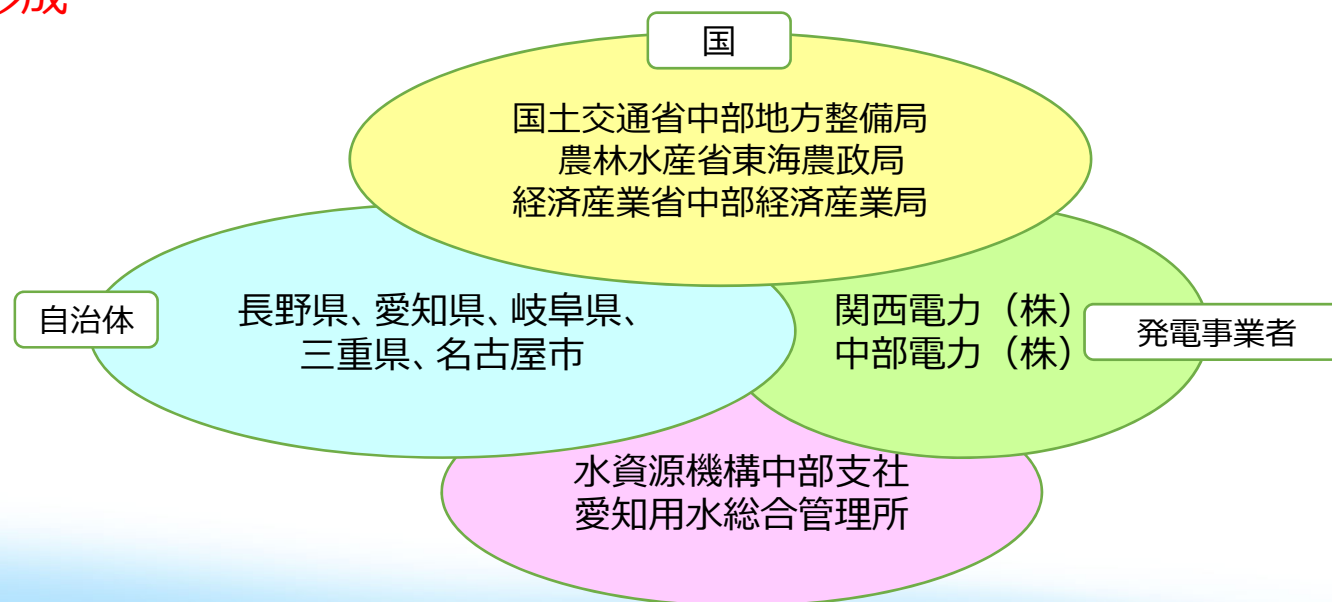 成
国
国土交通省中部地方整備局
農林水産省東海農政局
経済産業省中部経済産業局
自治体
長野県、愛知県、岐阜県、
三重県、名古屋市
関西電力（株）
中部電力（株）
発電事業者
水資源機構中部支社
愛知用水総合管理所